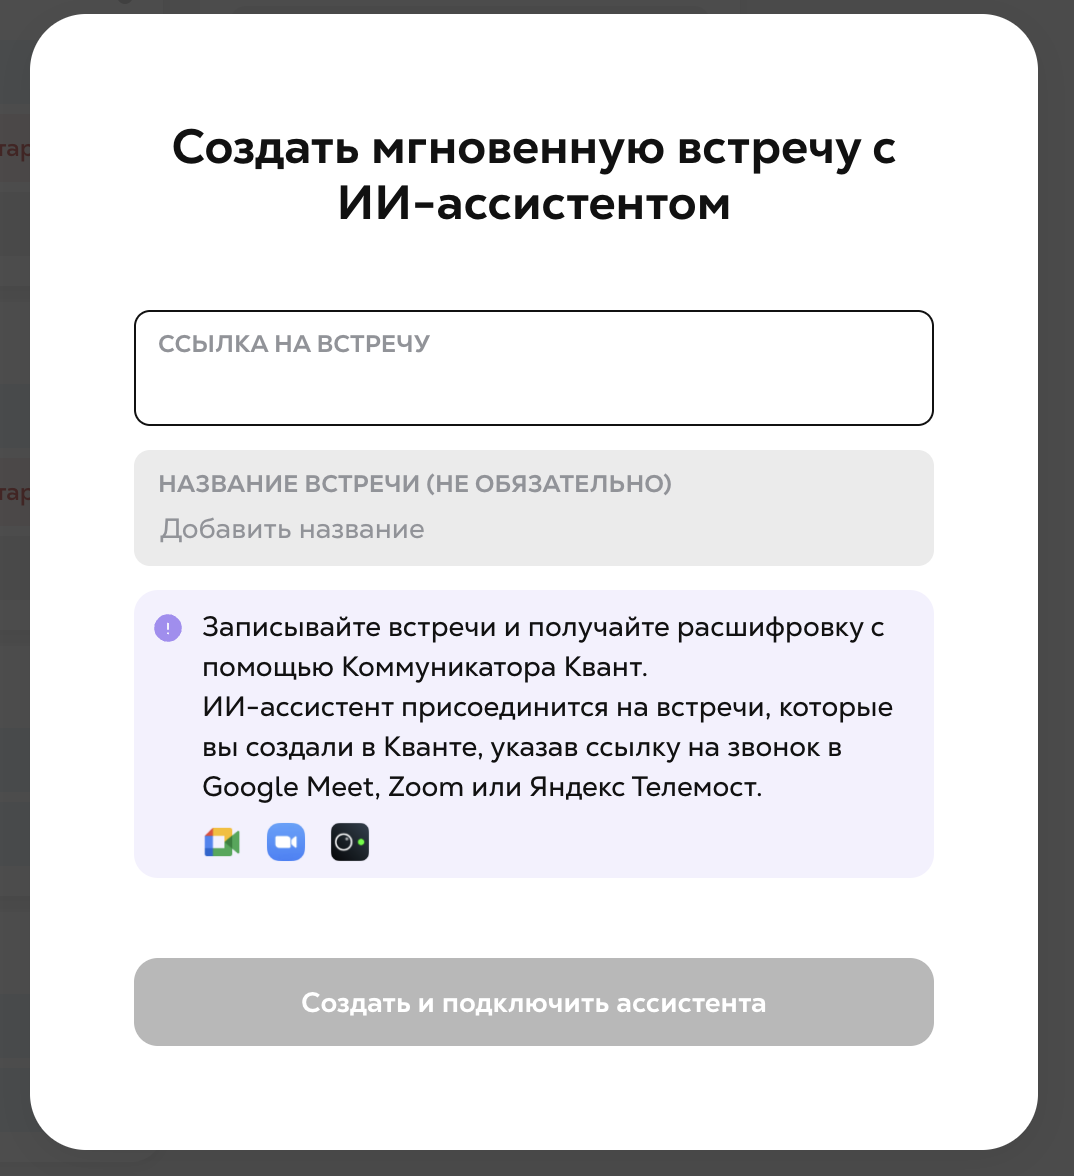 Создать мгновенную встречу с
ИИ-ассистентом
ССЫЛКА НА ВСТРЕЧУ
НАЗВАНИЕ ВСТРЕЧИ (НЕ ОБЯЗАТЕЛЬНО)
Добавить название
Записывайте встречи и получайте расшифровку с
помощью Коммуникатора Квант.
ИИ-ассистент присоединится на встречи, которые
вы создали в Кванте, указав ссылку на звонок в
Google Meet, Zoom или Яндекс Телемост.
Создать и подключить ассистента